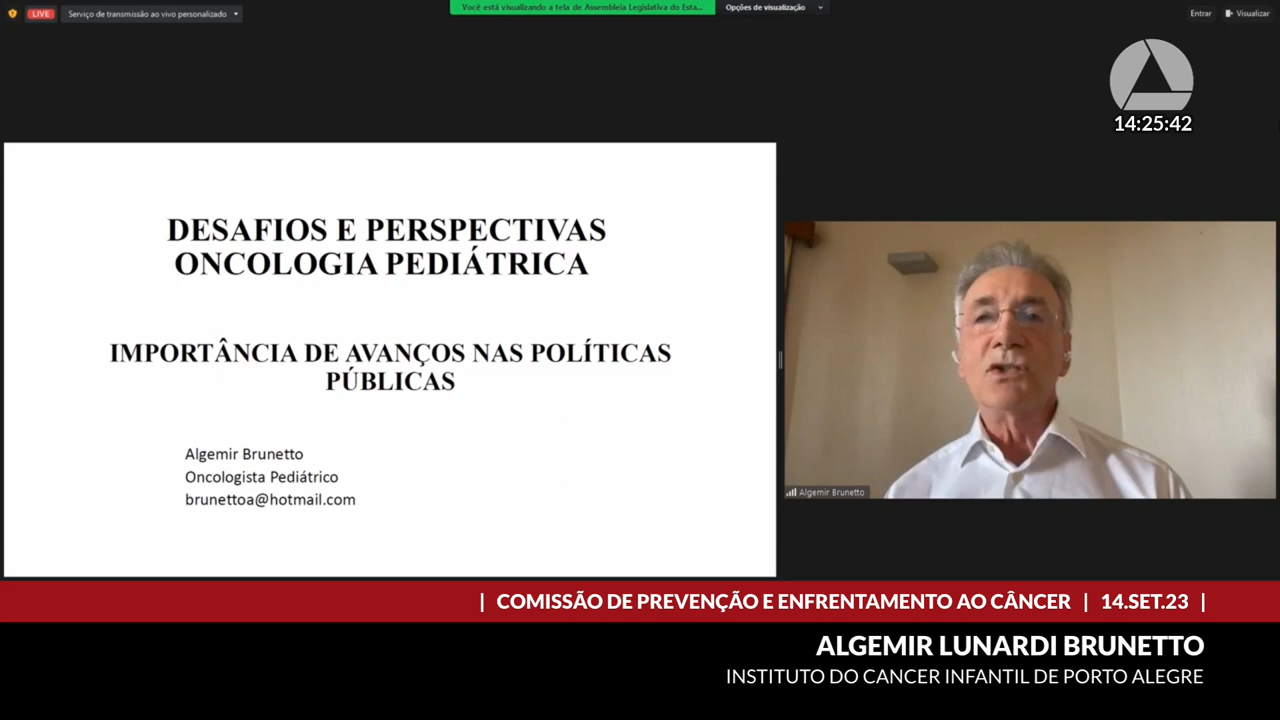 LIVE
Serviço de transmissão ao vivo personalizado
Você está visualizando a tela de Assembleia Legislativa do Esta...
Opções de visualização
Entrar
Visualizar
14:25:42
DESAFIOS E PERSPECTIVAS
ONCOLOGIA PEDIÁTRICA
IMPORTÂNCIA DE AVANÇOS NAS POLÍTICAS
PÚBLICAS
Algemir Brunetto
Oncologista Pediátrico
brunettoa@hotmail.com
Algemir Brunetto
| COMISSÃO DE PREVENÇÃO E ENFRENTAMENTO AO CÂNCER | 14.SET.23 |
ALGEMIR LUNARDI BRUNETTO
INSTITUTO DO CANCER INFANTIL DE PORTO ALEGRE